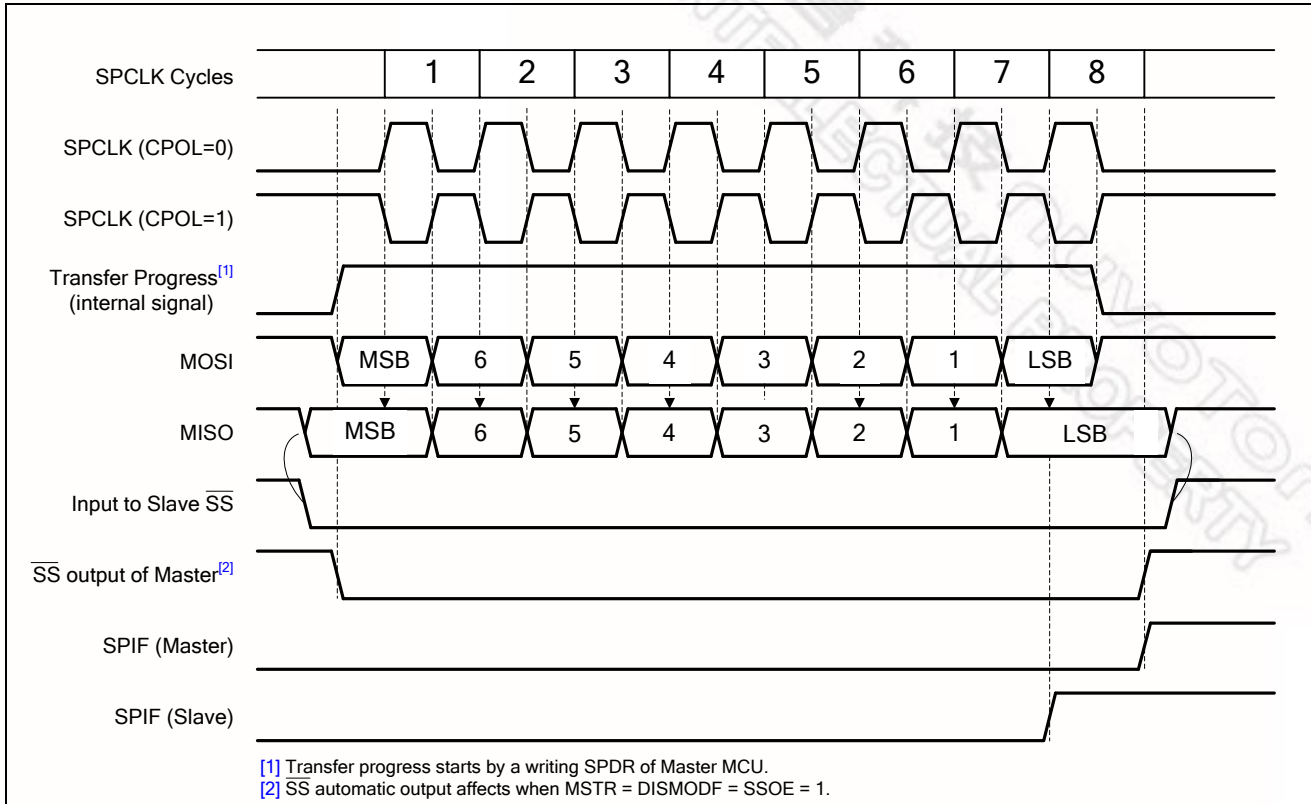 SPCLK Cycles 1 2 3 4 5 6 7 8
SPCLK (CPOL=0)
SPCLK (CPOL=1)
Transfer Progress[1]
(internal signal)
MOSI MSB 6 5 4 3 2 1 LSB
MISO MSB 6 5 4 3 2 1 LSB
Input to Slave S̅S̅
S̅S̅ output of Master[2]
SPIF (Master)
SPIF (Slave)
[1] Transfer progress starts by a writing SPDR of Master MCU.
[2] S̅S̅ automatic output affects when MSTR = DISMODF = SSOE = 1.
nuvoTon
INTELLECTUAL PROPERTY